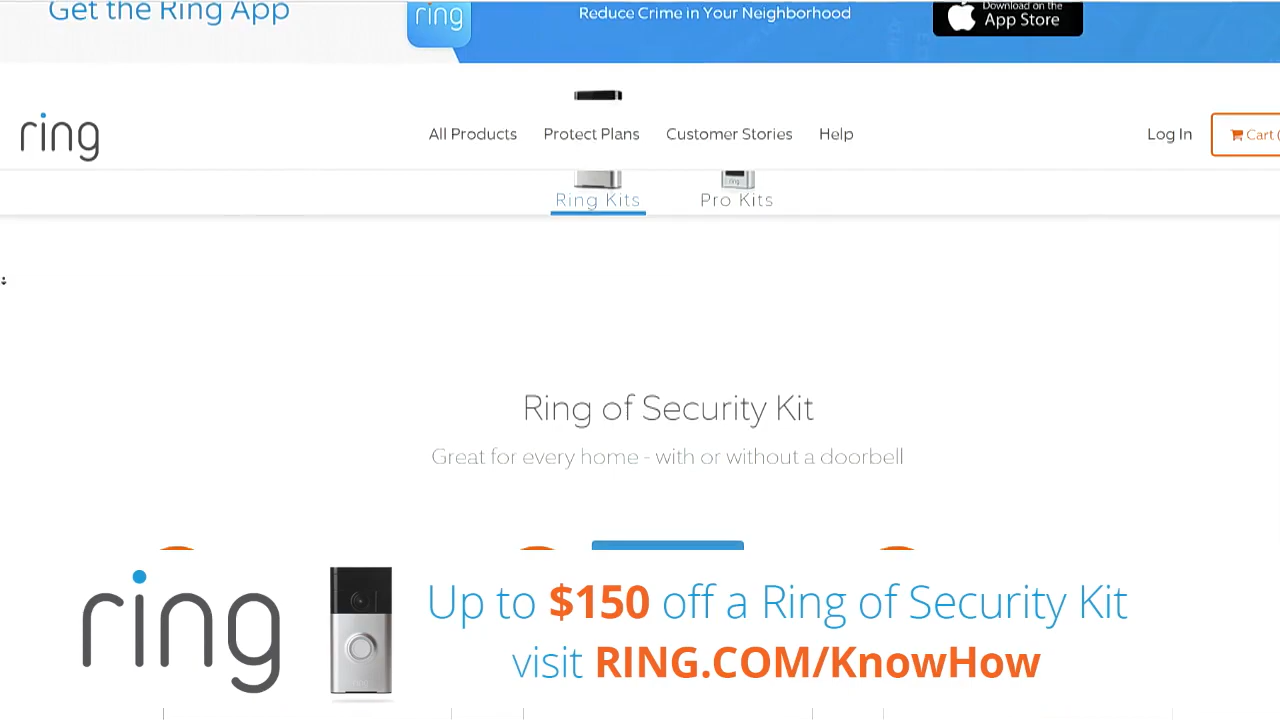 Get the Ring App
ring
Reduce Crime in Your Neighborhood
Download on the
App Store
ring
All Products
Protect Plans
Customer Stories
Help
Log In
Cart (
ring
Ring Kits
Pro Kits
Ring of Security Kit
Great for every home - with or without a doorbell
ring
ring
Up to $150 off a Ring of Security Kit
visit RING.COM/KnowHow